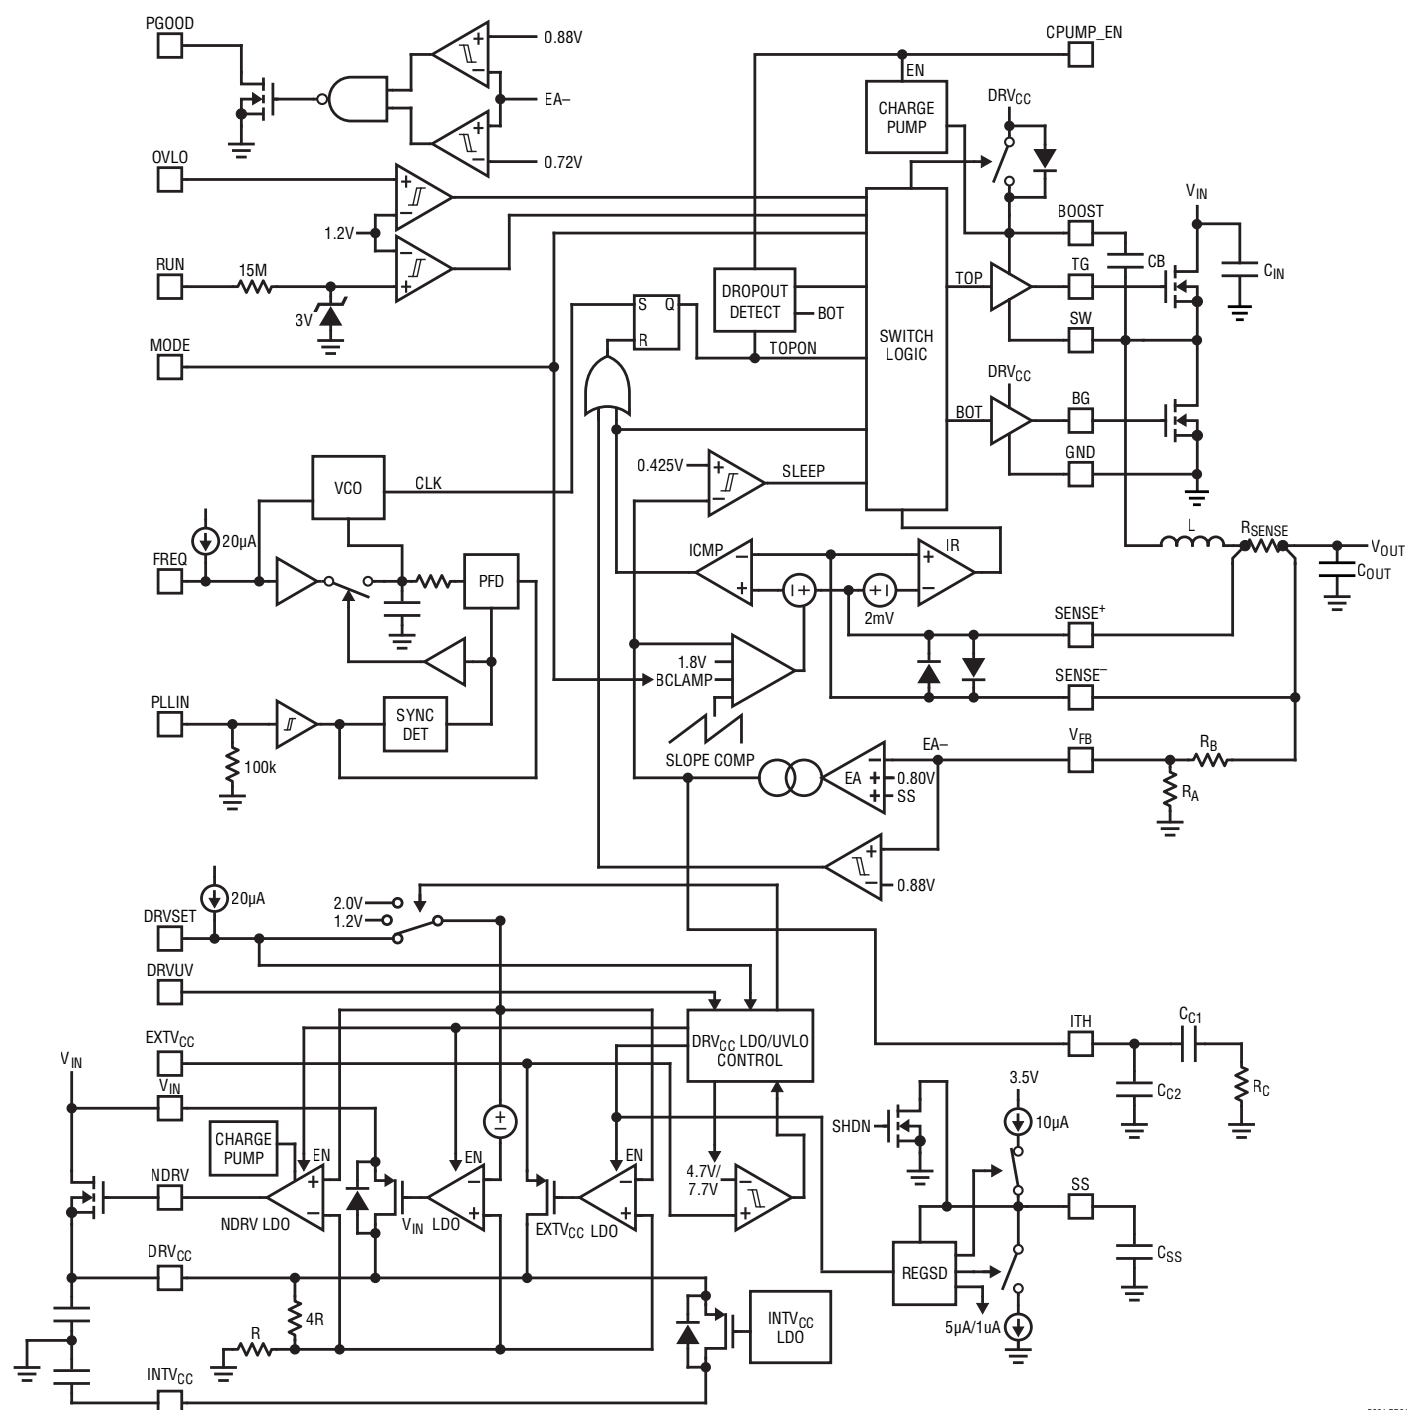 PGOOD
0.88V
EA–
0.72V
CPUMP_EN
EN
CHARGE
PUMP
DRVCC
OVLO
1.2V
RUN
15M
3V
MODE
VIN
BOOST
CB
CIN
TOP
TG
SW
DROPOUT
DETECT
BOT
S
Q
R
TOPON
SWITCH
LOGIC
DRVCC
BOT
BG
GND
0.425V
SLEEP
VCO
CLK
20µA
FREQ
PFD
ICMP
IR
2mV
L
RSENSE
VOUT
COUT
SENSE+
SENSE–
1.8V
BCLAMP
SLOPE COMP
PLLIN
100k
SYNC
DET
EA–
EA
0.80V
SS
VFB
RB
RA
0.88V
20µA
DRVSET
2.0V
1.2V
DRVUV
EXTVCC
VIN
VIN
DRVCC LDO/UVLO
CONTROL
ITH
CC1
CC2
RC
CHARGE
PUMP
EN
EN
EN
NDRV
NDRV LDO
VIN LDO
EXTVCC LDO
4.7V/
7.7V
SHDN
3.5V
10µA
SS
CSS
REGSD
5µA/1uA
DRVCC
4R
R
INTVCC
LDO
INTVCC